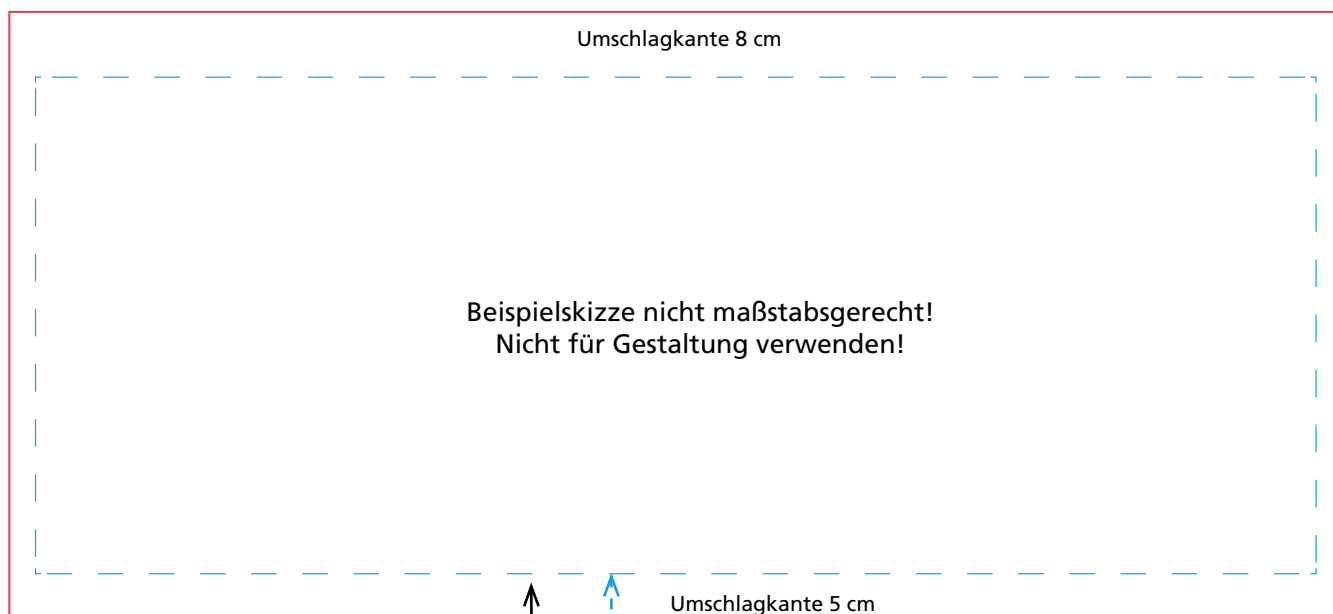 Umschlagkante 8 cm
Beispielskizze nicht maßstabsgerecht!
Nicht für Gestaltung verwenden!
Umschlagkante 5 cm